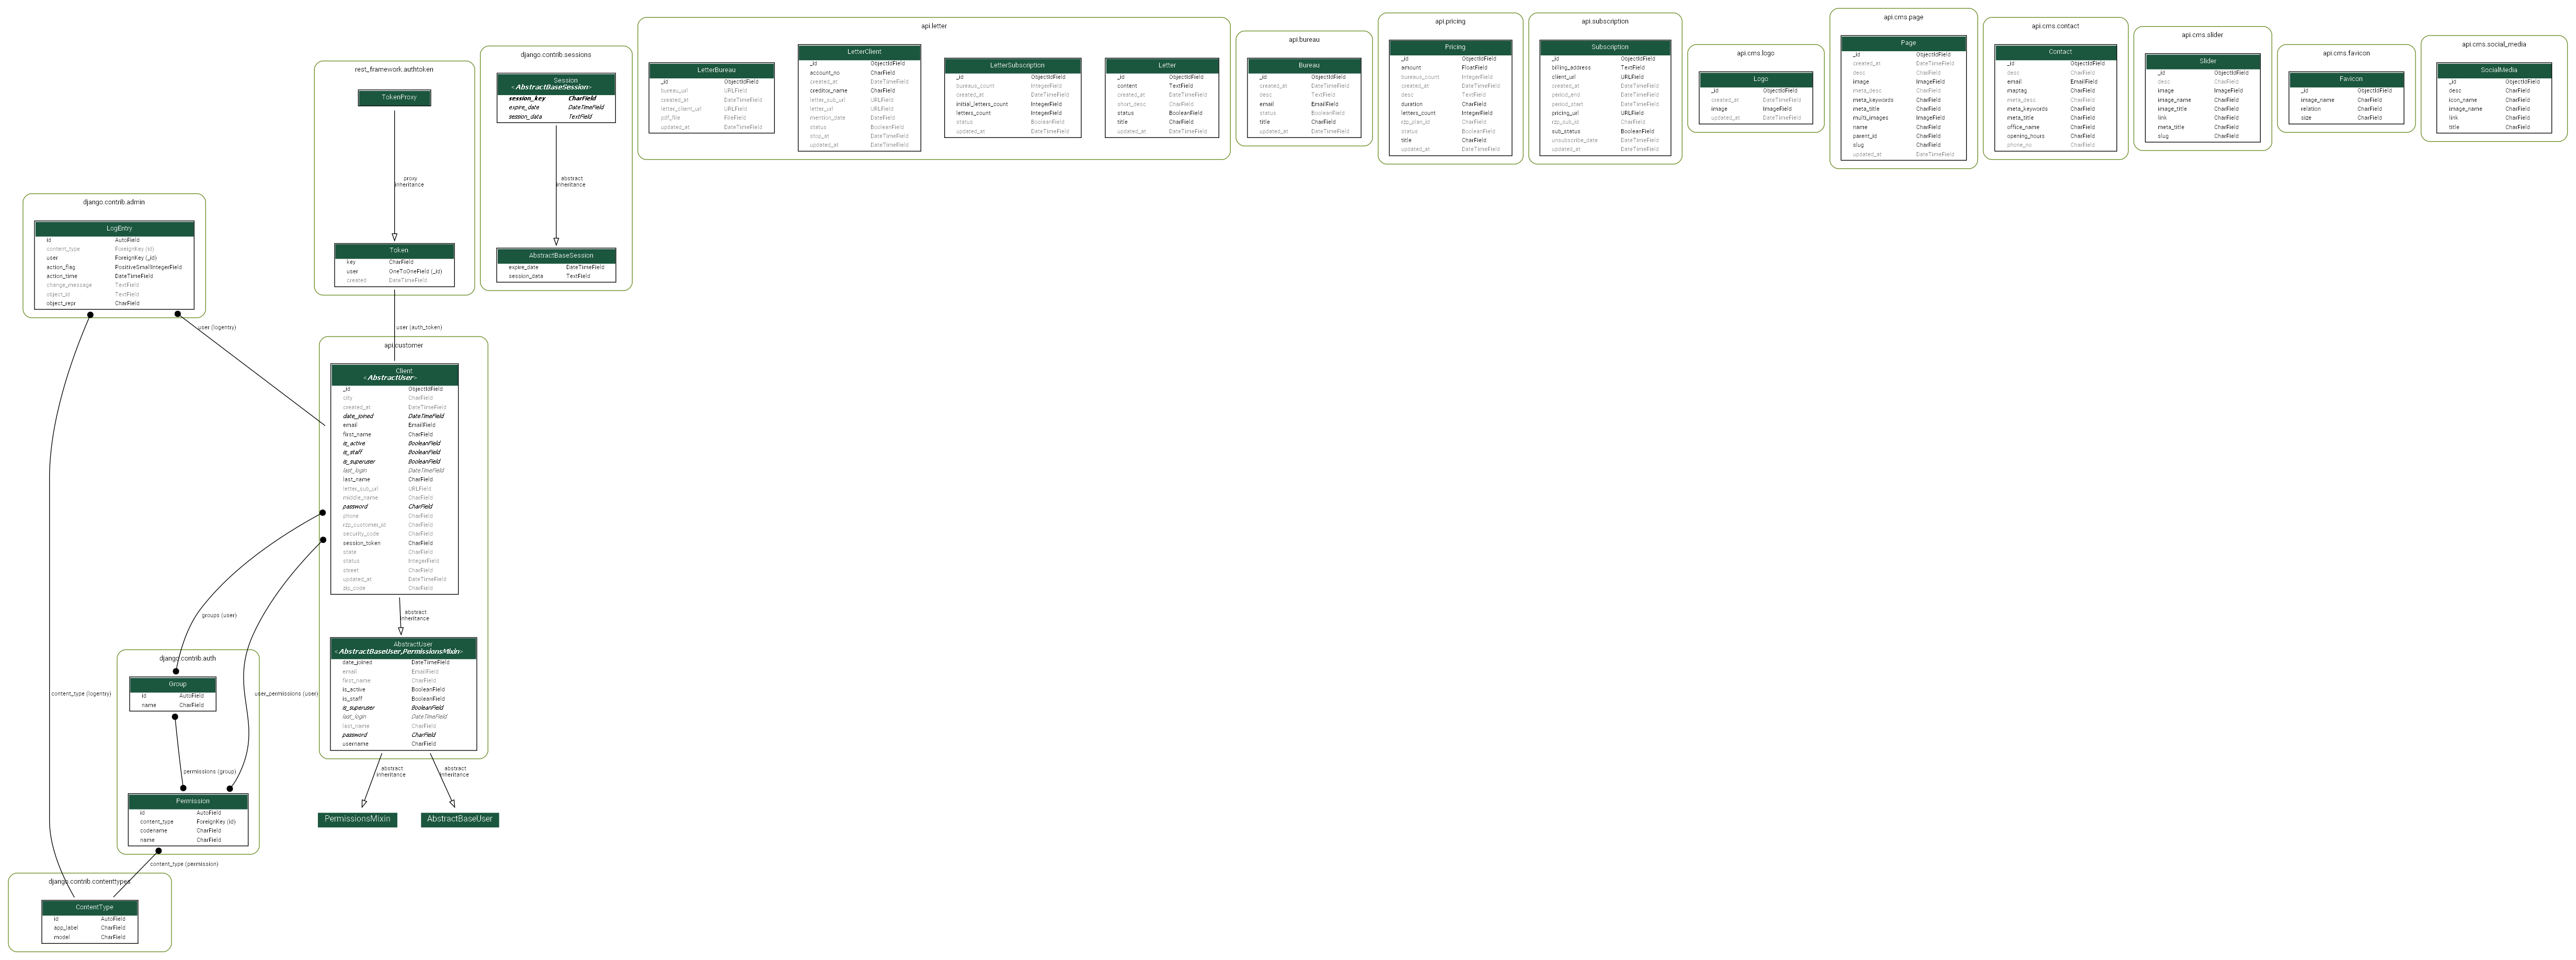 api.letter
LetterBureau
_id ObjectIdField
bureau_url URLField
created_at DateTimeField
letter_client_url URLField
pdf_file FileField
updated_at DateTimeField
LetterClient
_id ObjectIdField
account_no CharField
created_at DateTimeField
creditor_name CharField
letter_sub_url URLField
letter_url URLField
mention_date DateField
status BooleanField
stop_at DateTimeField
updated_at DateTimeField
LetterSubscription
_id ObjectIdField
bureaus_count IntegerField
created_at DateTimeField
initial_letters_count IntegerField
letters_count IntegerField
status BooleanField
updated_at DateTimeField
Letter
_id ObjectIdField
content TextField
created_at DateTimeField
short_desc CharField
status BooleanField
title CharField
updated_at DateTimeField
api.bureau
Bureau
_id ObjectIdField
created_at DateTimeField
desc TextField
email EmailField
status BooleanField
title CharField
updated_at DateTimeField
api.pricing
Pricing
_id ObjectIdField
amount FloatField
bureaus_count IntegerField
created_at DateTimeField
desc TextField
duration CharField
letters_count IntegerField
rzp_plan_id CharField
status BooleanField
title CharField
updated_at DateTimeField
api.subscription
Subscription
_id ObjectIdField
billing_address TextField
client_url URLField
created_at DateTimeField
period_end DateTimeField
period_start DateTimeField
pricing_url URLField
rzp_sub_id CharField
sub_status BooleanField
unsubscribe_date DateTimeField
updated_at DateTimeField
api.cms.logo
Logo
_id ObjectIdField
created_at DateTimeField
image ImageField
updated_at DateTimeField
api.cms.page
Page
_id ObjectIdField
created_at DateTimeField
desc CharField
image ImageField
meta_desc CharField
meta_keywords CharField
meta_title CharField
multi_images ImageField
name CharField
parent_id CharField
slug CharField
updated_at DateTimeField
api.cms.contact
Contact
_id ObjectIdField
desc CharField
email EmailField
maptag CharField
meta_desc CharField
meta_keywords CharField
meta_title CharField
office_name CharField
opening_hours CharField
phone_no CharField
api.cms.slider
Slider
_id ObjectIdField
desc CharField
image ImageField
image_name CharField
image_title CharField
link CharField
meta_title CharField
slug CharField
api.cms.favicon
Favicon
_id ObjectIdField
image_name CharField
relation CharField
size CharField
api.cms.social_media
SocialMedia
_id ObjectIdField
desc CharField
icon_name CharField
image_name CharField
link CharField
title CharField
django.contrib.sessions
Session
<AbstractBaseSession>
session_key CharField
expire_date DateTimeField
session_data TextField
abstract
inheritance
AbstractBaseSession
expire_date DateTimeField
session_data TextField
rest_framework.authtoken
TokenProxy
proxy
inheritance
Token
key CharField
user OneToOneField (_id)
created DateTimeField
django.contrib.admin
LogEntry
id AutoField
content_type ForeignKey (id)
user ForeignKey (_id)
action_flag PositiveSmallIntegerField
action_time DateTimeField
change_message TextField
object_id TextField
object_repr CharField
user (logentry)
user (auth_token)
api.customer
Client
<AbstractUser>
_id ObjectIdField
city CharField
created_at DateTimeField
date_joined DateTimeField
email EmailField
first_name CharField
is_active BooleanField
is_staff BooleanField
is_superuser BooleanField
last_login DateTimeField
last_name CharField
letter_sub_url URLField
middle_name CharField
password CharField
phone CharField
rzp_customer_id CharField
security_code CharField
session_token CharField
state CharField
status IntegerField
street CharField
updated_at DateTimeField
zip_code CharField
abstract
inheritance
groups (user)
AbstractUser
<AbstractBaseUser,PermissionsMixin>
date_joined DateTimeField
email EmailField
first_name CharField
is_active BooleanField
is_staff BooleanField
is_superuser BooleanField
last_login DateTimeField
last_name CharField
password CharField
username CharField
django.contrib.auth
Group
id AutoField
name CharField
content_type (logentry)
user_permissions (user)
permissions (group)
abstract
inheritance
abstract
inheritance
Permission
id AutoField
content_type ForeignKey (id)
codename CharField
name CharField
PermissionsMixin
AbstractBaseUser
content_type (permission)
django.contrib.contenttypes
ContentType
id AutoField
app_label CharField
model CharField